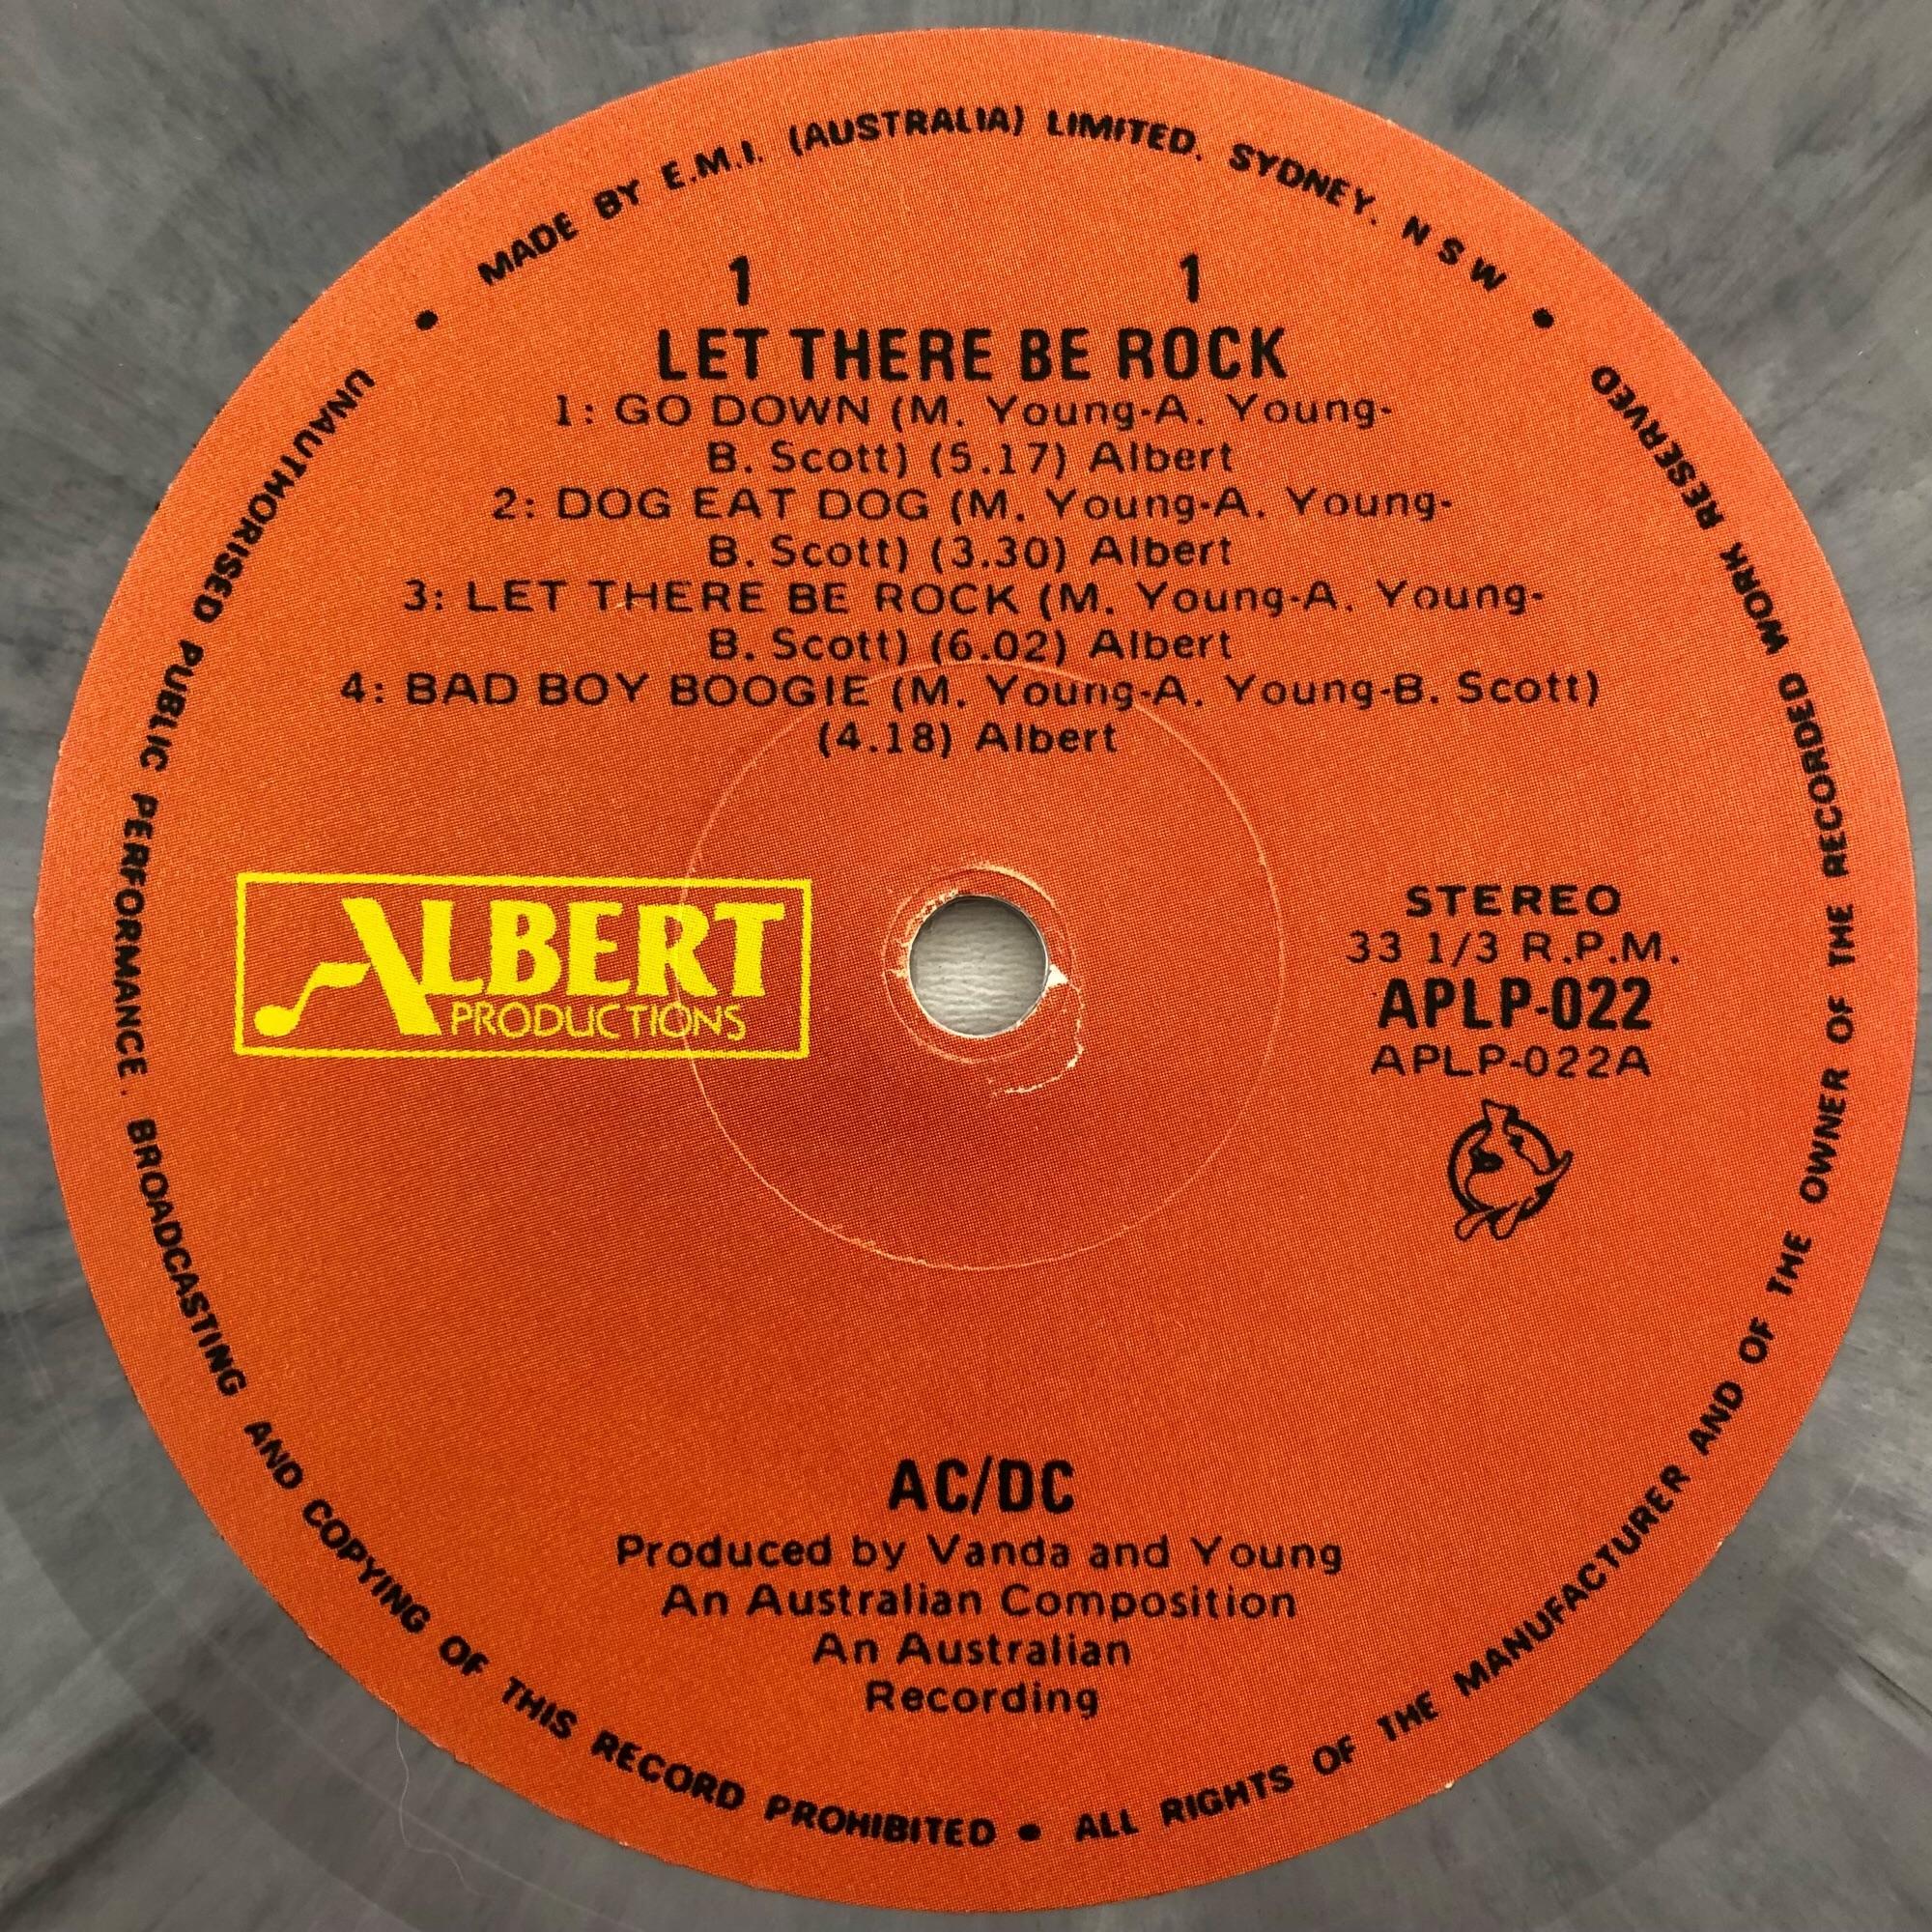 MADE BY E.M.I. (AUSTRALIA) LIMITED. SYDNEY. N S W
1 1
LET THERE BE ROCK
1: GO DOWN (M. Young-A. Young-
B. Scott) (5.17) Albert
2: DOG EAT DOG (M. Young-A. Young-
B. Scott) (3.30) Albert
3: LET THERE BE ROCK (M. Young-A. Young-
B. Scott) (6.02) Albert
4: BAD BOY BOOGIE (M. Young-A. Young-B. Scott)
(4.18) Albert
ALBERT
PRODUCTIONS
STEREO
33 1/3 R.P.M.
APLP-022
APLP-022A
AC/DC
Produced by Vanda and Young
An Australian Composition
An Australian
Recording
ALL RIGHTS OF THE MANUFACTURER AND OF THE OWNER OF THE RECORDED WORK RESERVED
UNAUTHORISED PUBLIC PERFORMANCE. BROADCASTING AND COPYING OF THIS RECORD PROHIBITED